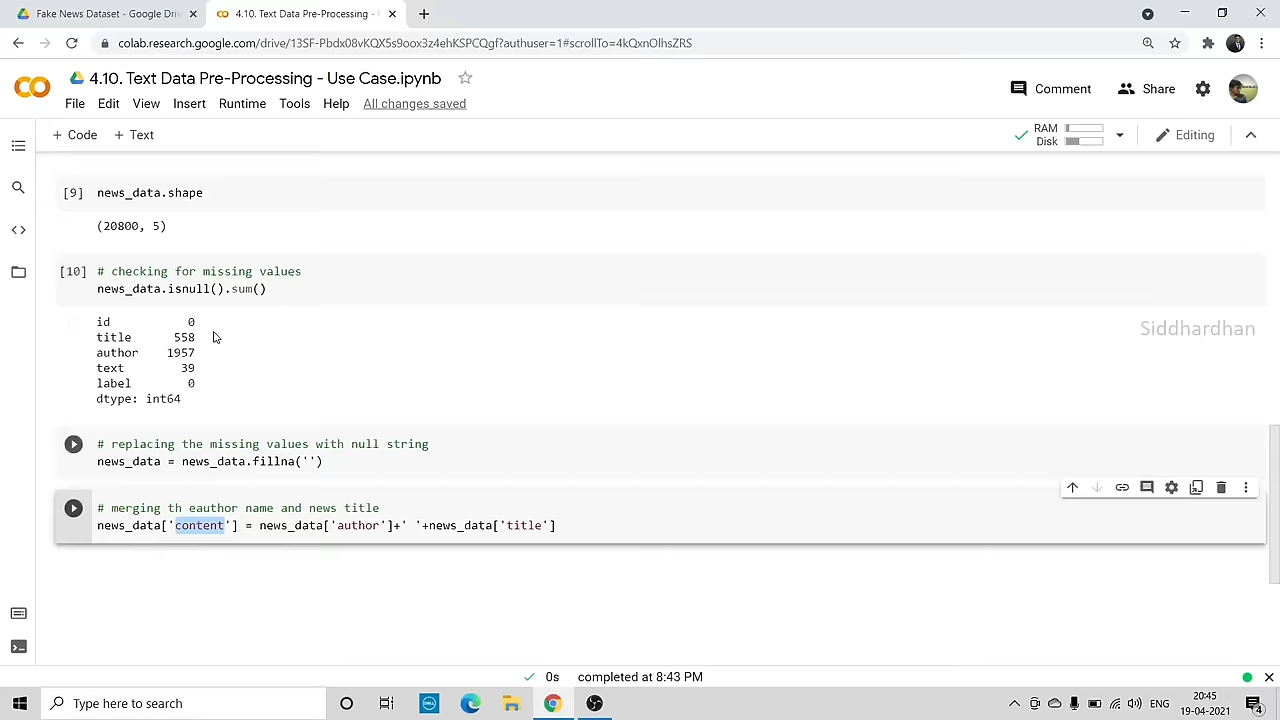 Fake News Dataset - Google Dri
4.10. Text Data Pre-Processing -
colab.research.google.com/drive/13SF-Pbdx08vKQX5s9oox3z4ehKSPCQgf?authuser=1#scrollTo=4kQxnOlhsZRS
4.10. Text Data Pre-Processing - Use Case.ipynb
File Edit View Insert Runtime Tools Help All changes saved
Comment Share
+ Code + Text
RAM
Disk
Editing
[9] news_data.shape
(20800, 5)
[10] # checking for missing values
news_data.isnull().sum()
id 0
title 558
author 1957
text 39
label 0
dtype: int64
Siddhardhan
# replacing the missing values with null string
news_data = news_data.fillna('')
# merging th eauthor name and news title
news_data['content'] = news_data['author']+' '+news_data['title']
0s completed at 8:43 PM
Type here to search
DELL
ENG
20:45
19-04-2021
4